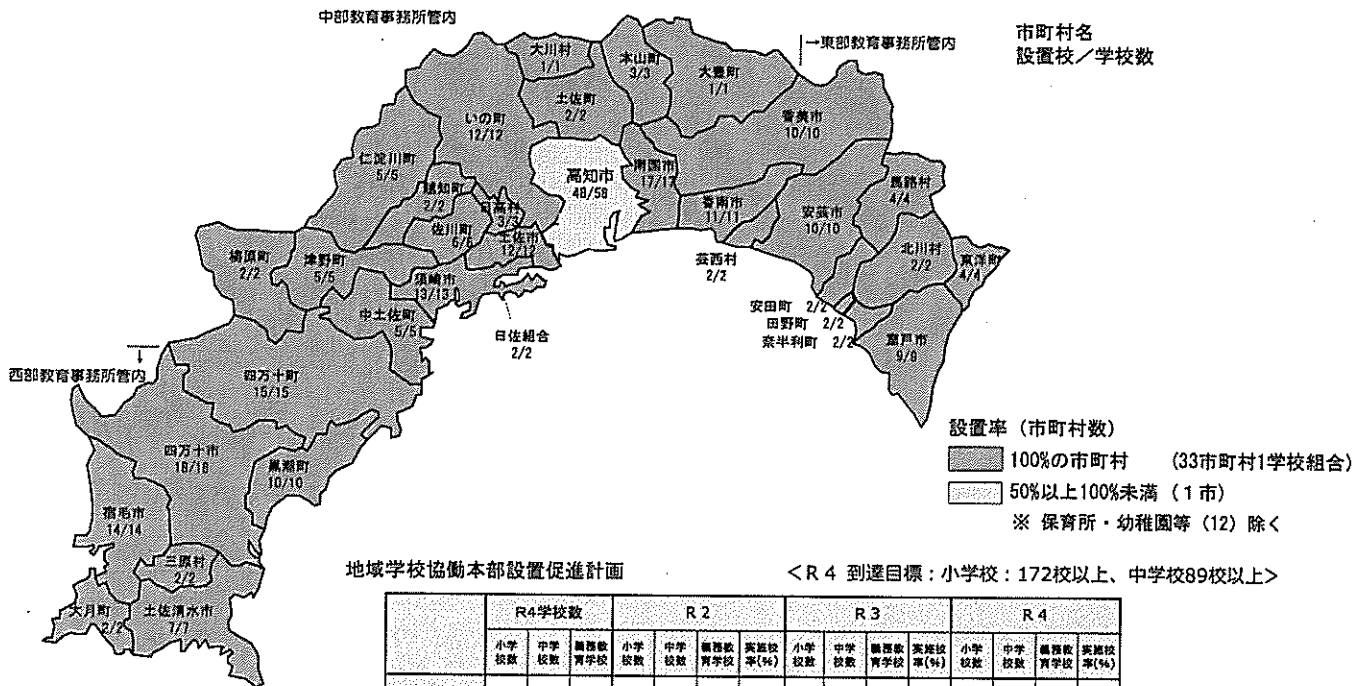 中部教育事務所管内
市町村名
設置校／学校数
→東部教育事務所管内
大川村
1/1
本山町
3/3
大豊町
1/1
土佐町
2/2
いの町
12/12
香美市
10/10
仁淀川町
5/5
高知市
48/58
南国市
17/17
馬路村
4/4
越知町
2/2
日高村
3/3
香南市
11/11
安芸市
10/10
佐川町
6/6
土佐市
12/12
北川村
2/2
梼原町
2/2
津野町
5/5
芸西村
2/2
東洋町
4/4
須崎市
13/13
安田町 2/2
中土佐町
5/5
田野町 2/2
日佐組合
2/2
奈半利町 2/2
室戸市
9/9
西部教育事務所管内
四万十町
15/15
設置率（市町村数）
100%の市町村 （33市町村1学校組合）
四万十市
18/18
黒潮町
10/10
50%以上100%未満（１市）
※ 保育所・幼稚園等（12）除く
宿毛市
14/14
三原村
2/2
地域学校協働本部設置促進計画
＜R４ 到達目標：小学校：172校以上、中学校89校以上＞
大月町
2/2
土佐清水市
7/7
R4学校数 R２ R３ R４
小学校数 中学校数 義務教育学校 小学校数 中学校数 義務教育学校 実施校率(%) 小学校数 中学校数 義務教育学校 実施校率(%) 小学校数 中学校数 義務教育学校 実施校率(%)